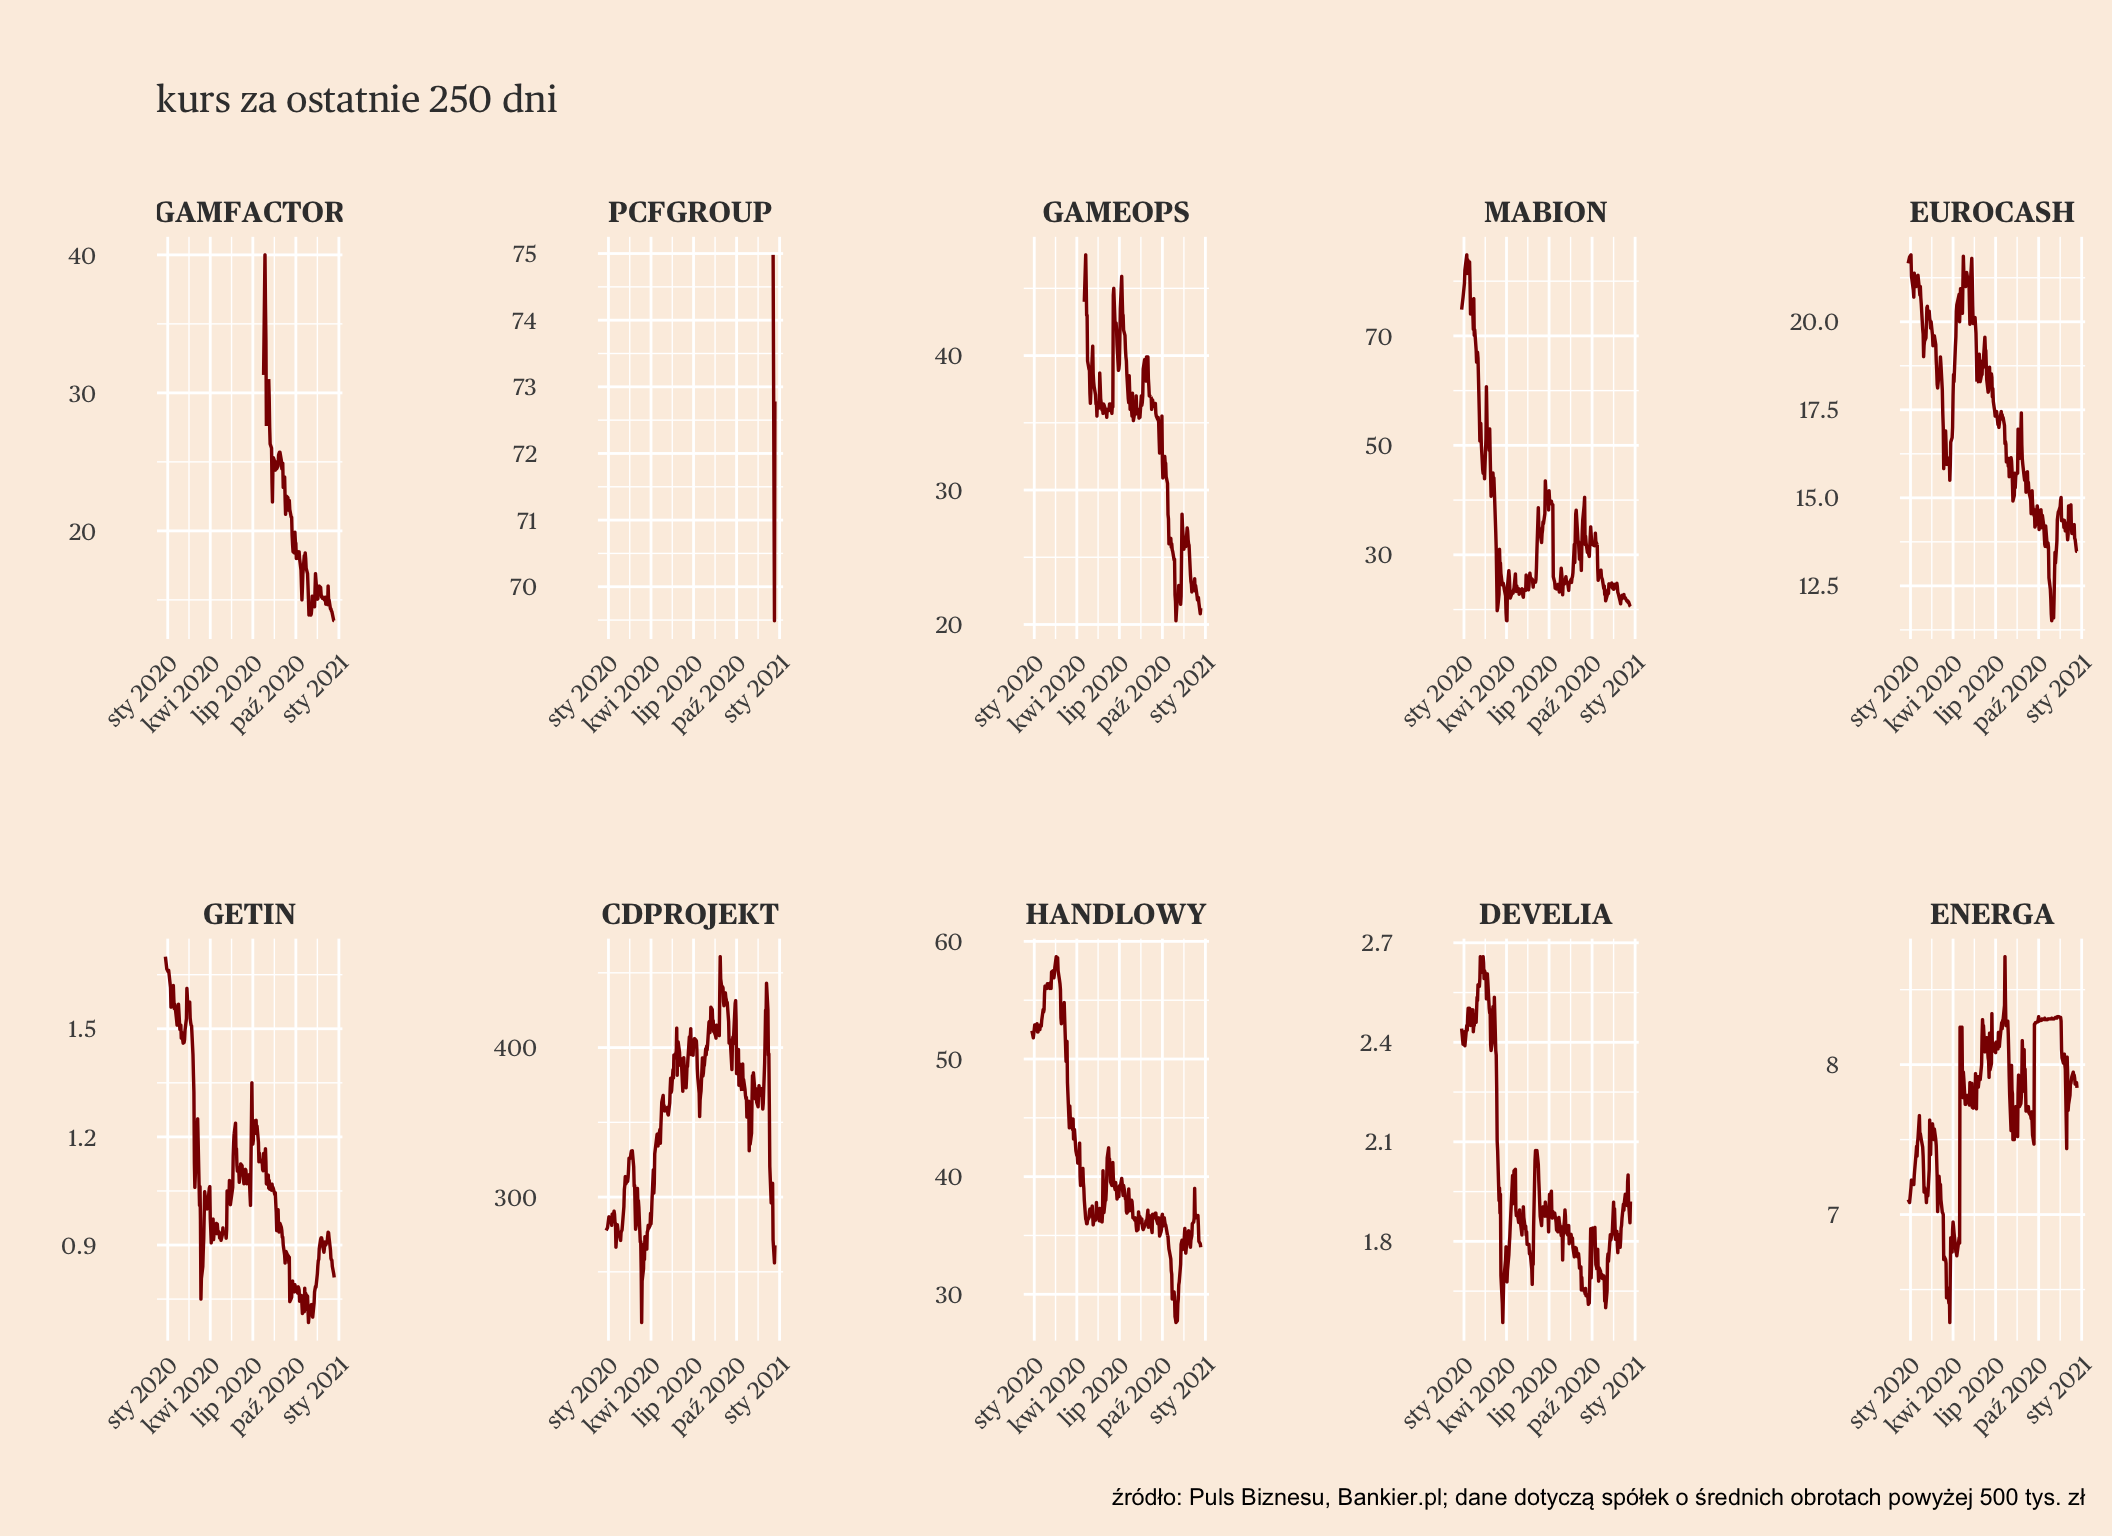 kurs za ostatnie 250 dni
GAMFACTOR
40
30
20
sty 2020
kwi 2020
lip 2020
paź 2020
sty 2021
PCFGROUP
75
74
73
72
71
70
sty 2020
kwi 2020
lip 2020
paź 2020
sty 2021
GAMEOPS
40
30
20
sty 2020
kwi 2020
lip 2020
paź 2020
sty 2021
MABION
70
50
30
sty 2020
kwi 2020
lip 2020
paź 2020
sty 2021
EUROCASH
20.0
17.5
15.0
12.5
sty 2020
kwi 2020
lip 2020
paź 2020
sty 2021
GETIN
1.5
1.2
0.9
sty 2020
kwi 2020
lip 2020
paź 2020
sty 2021
CDPROJEKT
400
300
sty 2020
kwi 2020
lip 2020
paź 2020
sty 2021
HANDLOWY
60
50
40
30
sty 2020
kwi 2020
lip 2020
paź 2020
sty 2021
DEVELIA
2.7
2.4
2.1
1.8
sty 2020
kwi 2020
lip 2020
paź 2020
sty 2021
ENERGA
8
7
sty 2020
kwi 2020
lip 2020
paź 2020
sty 2021
źródło: Puls Biznesu, Bankier.pl; dane dotyczą spółek o średnich obrotach powyżej 500 tys. zł